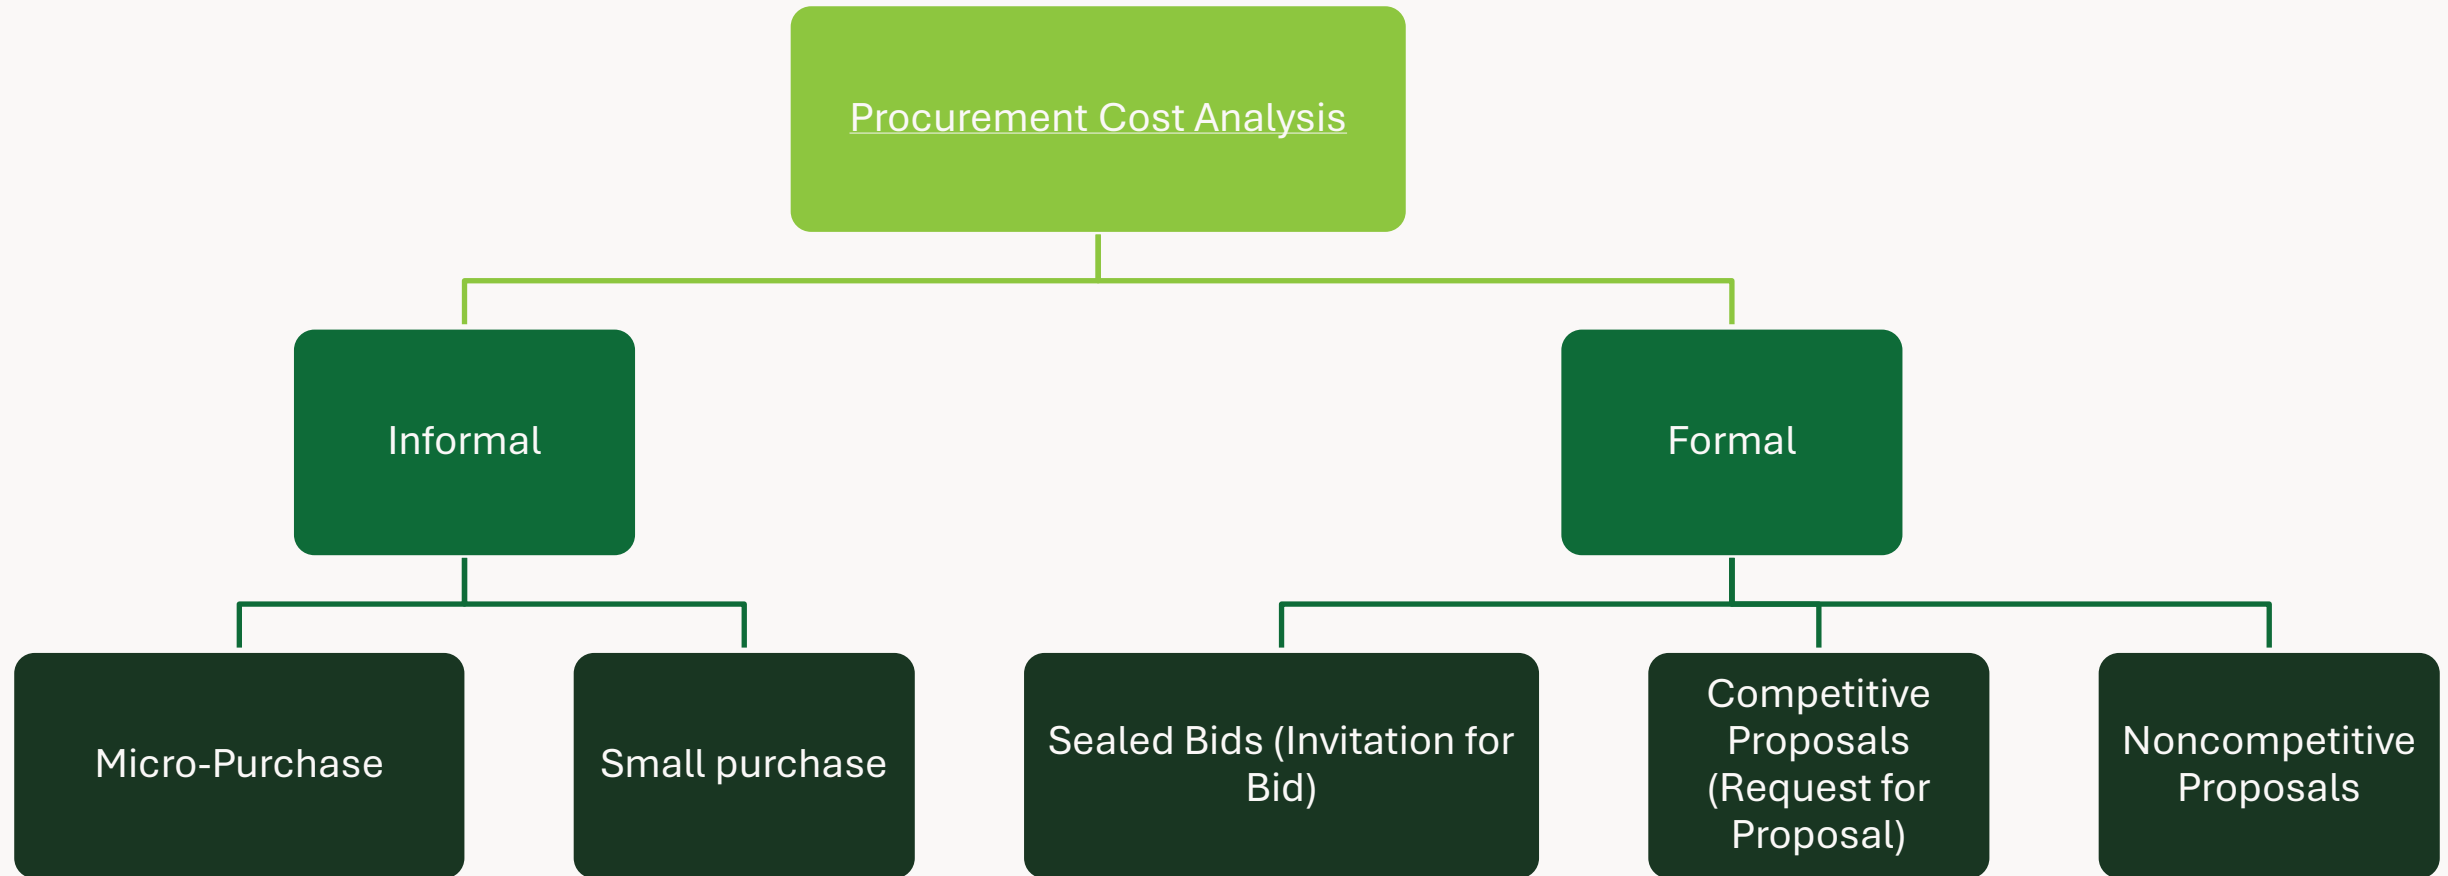 Procurement Cost Analysis
Informal
Formal
Micro-Purchase
Small purchase
Sealed Bids (Invitation for
Bid)
Competitive
Proposals
(Request for
Proposal)
Noncompetitive
Proposals